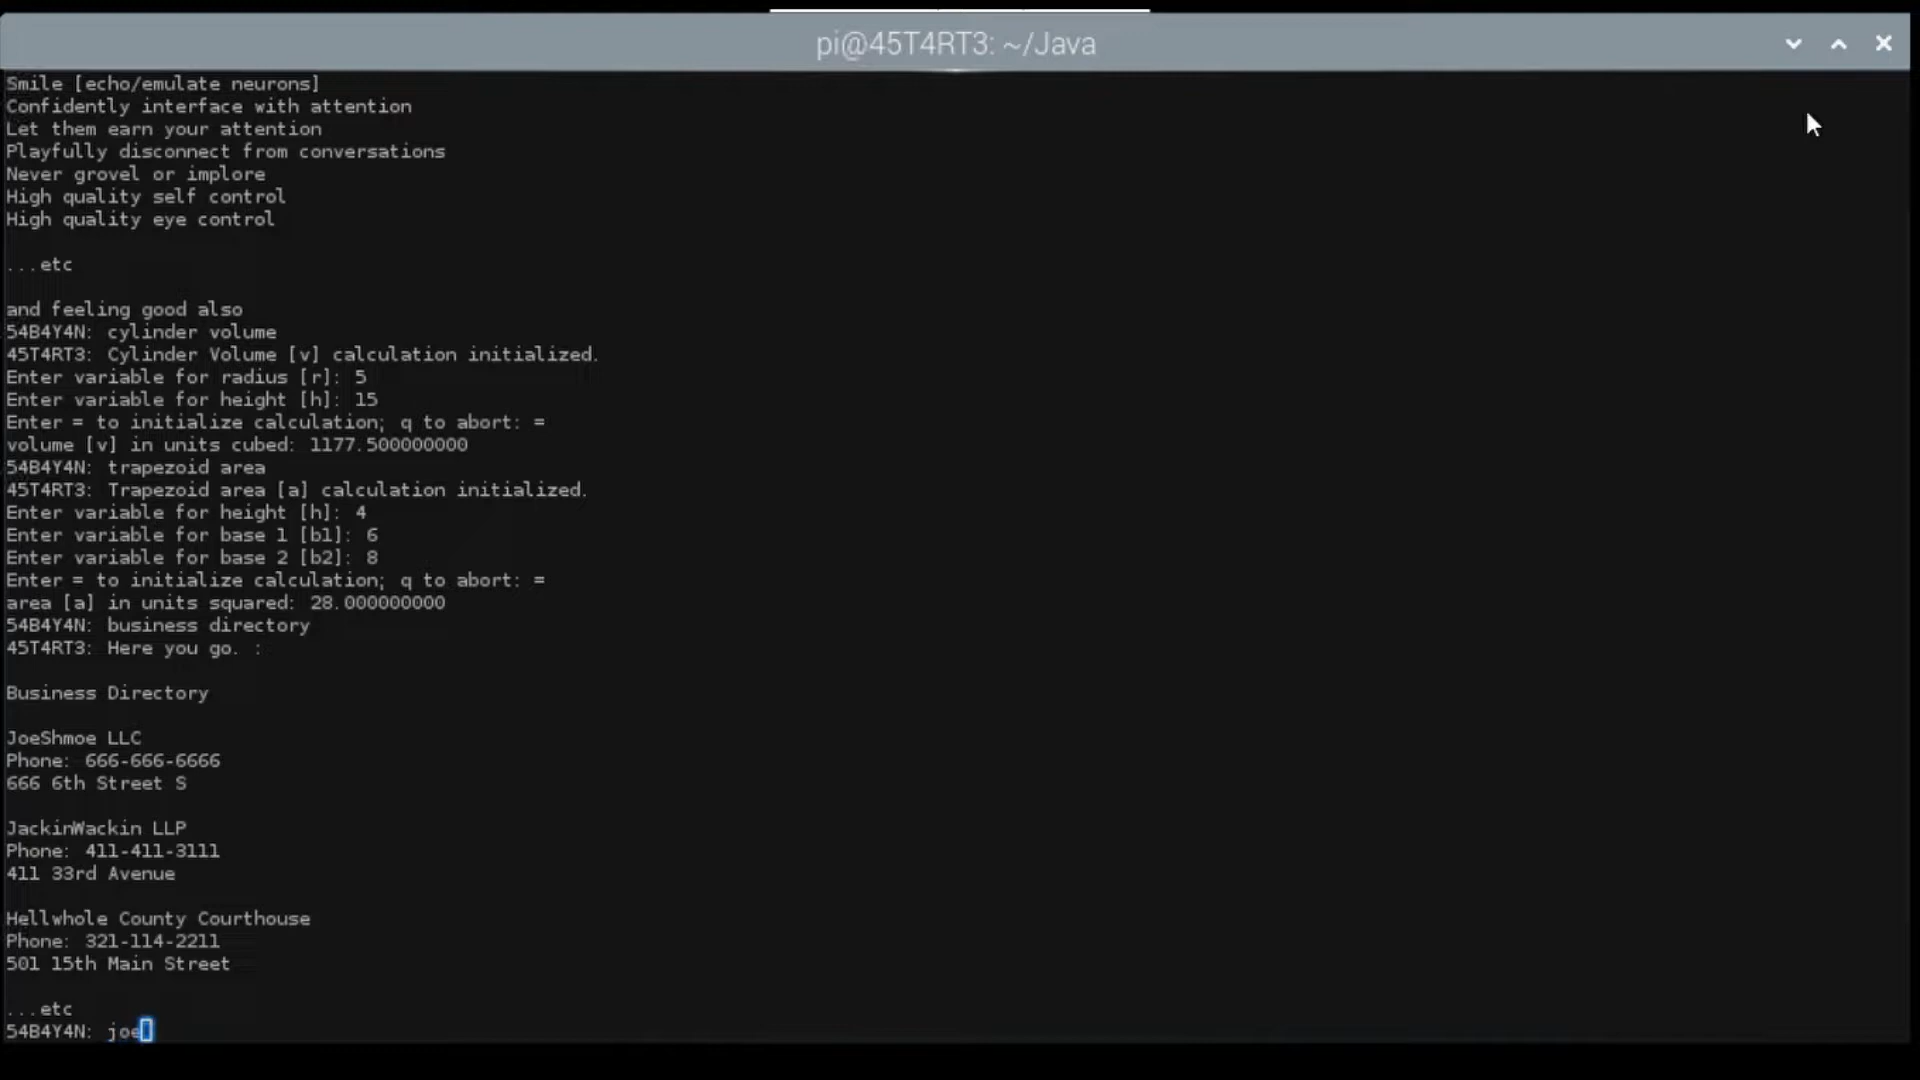 pi@45T4RT3: ~/Java
Smile [echo/emulate neurons]
Confidently interface with attention
Let them earn your attention
Playfully disconnect from conversations
Never grovel or implore
High quality self control
High quality eye control
...etc
and feeling good also
54B4Y4N: cylinder volume
45T4RT3: Cylinder Volume [v] calculation initialized.
Enter variable for radius [r]: 5
Enter variable for height [h]: 15
Enter = to initialize calculation; q to abort: =
volume [v] in units cubed: 1177.500000000
54B4Y4N: trapezoid area
45T4RT3: Trapezoid area [a] calculation initialized.
Enter variable for height [h]: 4
Enter variable for base 1 [b1]: 6
Enter variable for base 2 [b2]: 8
Enter = to initialize calculation; q to abort: =
area [a] in units squared: 28.000000000
54B4Y4N: business directory
45T4RT3: Here you go. :
Business Directory
JoeShmoe LLC
Phone: 666-666-6666
666 6th Street S
JackinWackin LLP
Phone: 411-411-3111
411 33rd Avenue
Hellwhole County Courthouse
Phone: 321-114-2211
501 15th Main Street
...etc
54B4Y4N: joe